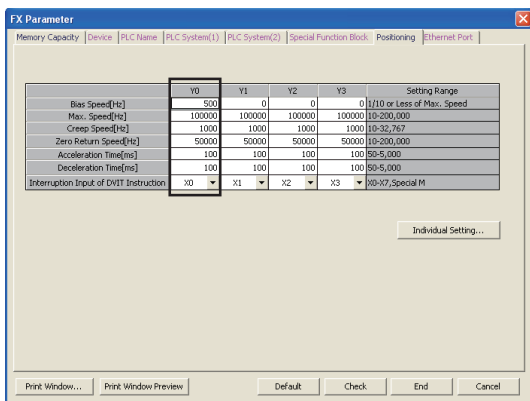 FX Parameter
Memory Capacity Device PLC Name PLC System(1) PLC System(2) Special Function Block Positioning Ethernet Port
Y0 Y1 Y2 Y3 Setting Range
Bias Speed[Hz] 500 0 0 0 1/10 or Less of Max. Speed
Max. Speed[Hz] 100000 100000 100000 100000 10-200,000
Creep Speed[Hz] 1000 1000 1000 1000 10-32,767
Zero Return Speed[Hz] 50000 50000 50000 50000 10-200,000
Acceleration Time[ms] 100 100 100 100 50-5,000
Deceleration Time[ms] 100 100 100 100 50-5,000
Interruption Input of DVIT Instruction X0 X1 X2 X3 X0-X7,Special M
Individual Setting...
Print Window... Print Window Preview Default Check End Cancel